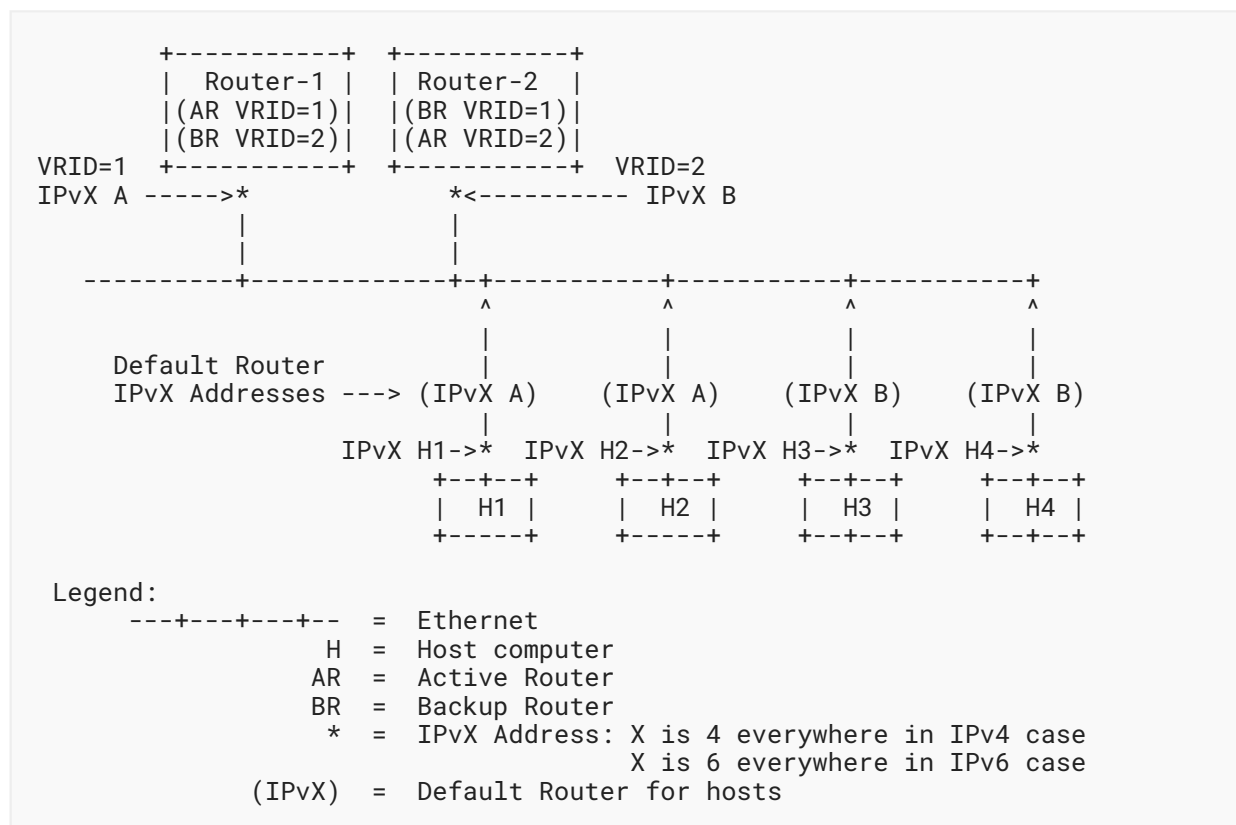 +-----------+  +-----------+
|  Router-1 |  | Router-2  |
|(AR VRID=1)|  |(BR VRID=1)|
|(BR VRID=2)|  |(AR VRID=2)|
VRID=1  +-----------+  +-----------+  VRID=2
IPvX A ----->*             *<---------- IPvX B
|             |
|             |
----------+-------------+-+-----------+-----------+-----------+
^           ^           ^           ^
|           |           |           |
Default Router          |           |           |           |
IPvX Addresses ---> (IPvX A)    (IPvX A)    (IPvX B)    (IPvX B)
|           |           |           |
IPvX H1->*  IPvX H2->*  IPvX H3->*  IPvX H4->*
+--+--+     +--+--+     +--+--+     +--+--+
|  H1 |     |  H2 |     |  H3 |     |  H4 |
+-----+     +-----+     +--+--+     +--+--+
Legend:
---+---+---+--  =  Ethernet
H  =  Host computer
AR  =  Active Router
BR  =  Backup Router
*  =  IPvX Address: X is 4 everywhere in IPv4 case
X is 6 everywhere in IPv6 case
(IPvX)  =  Default Router for hosts